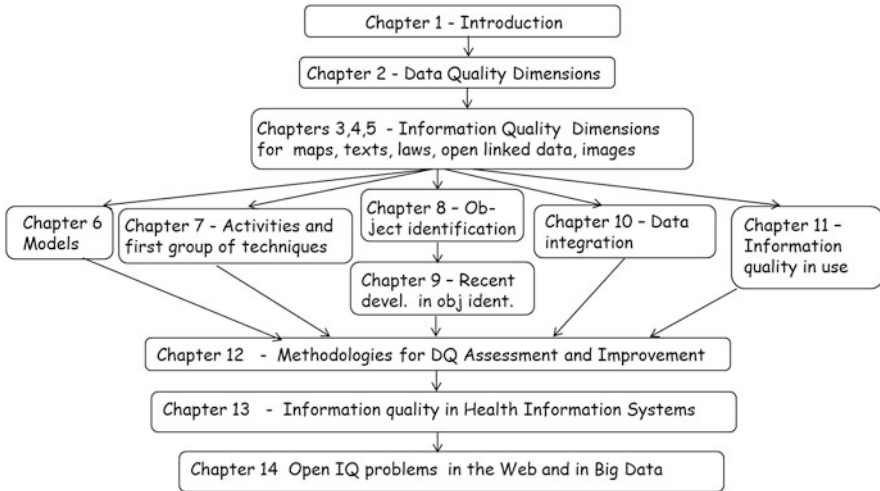 Chapter 1 - Introduction
Chapter 2 - Data Quality Dimensions
Chapters 3,4,5 - Information Quality Dimensions
for maps, texts, laws, open linked data, images
Chapter 6
Models
Chapter 7 - Activities and
first group of techniques
Chapter 8 – Ob-
ject identification
Chapter 10 – Data
integration
Chapter 11 –
Information
quality in use
Chapter 9 – Recent
devel. in obj ident.
Chapter 12 - Methodologies for DQ Assessment and Improvement
Chapter 13 - Information quality in Health Information Systems
Chapter 14 Open IQ problems in the Web and in Big Data